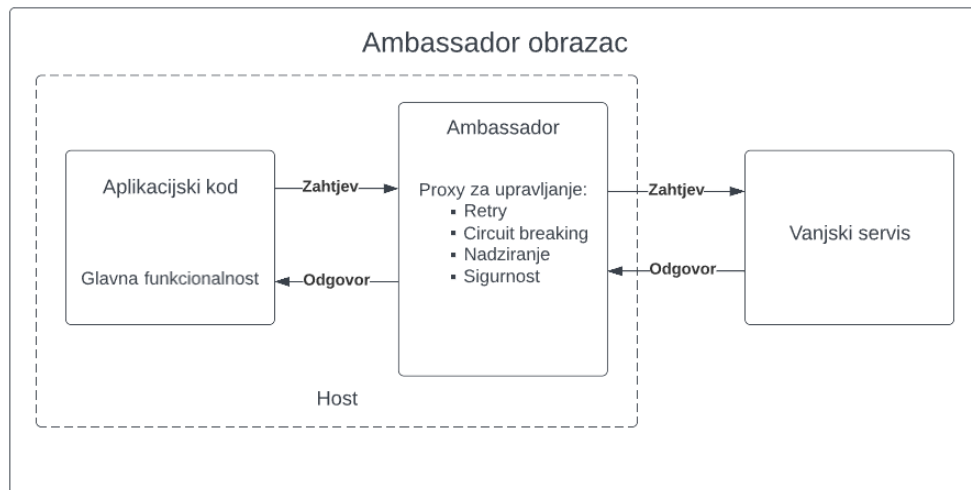 Ambassador obrazac
Ambassador
Aplikacijski kod
Zahtjev
Proxy za upravljanje:
▪ Retry
▪ Circuit breaking
▪ Nadziranje
▪ Sigurnost
Zahtjev
Vanjski servis
Glavna funkcionalnost
Odgovor
Odgovor
Host